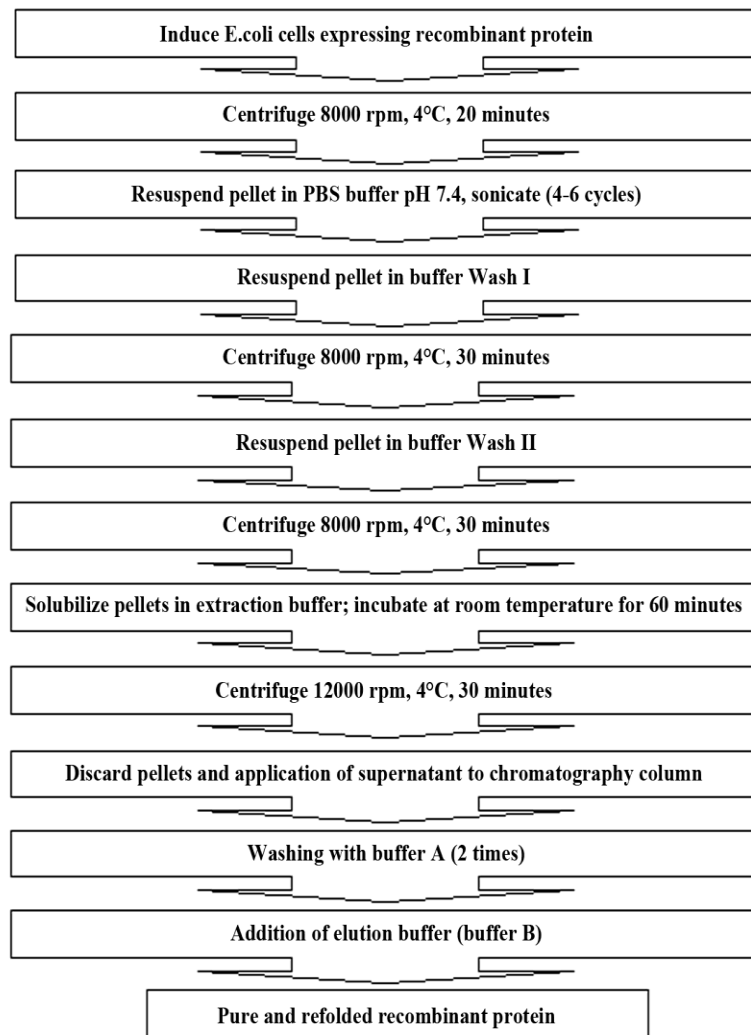 Induce E.coli cells expressing recombinant protein
Centrifuge 8000 rpm, 4°C, 20 minutes
Resuspend pellet in PBS buffer pH 7.4, sonicate (4-6 cycles)
Resuspend pellet in buffer Wash I
Centrifuge 8000 rpm, 4°C, 30 minutes
Resuspend pellet in buffer Wash II
Centrifuge 8000 rpm, 4°C, 30 minutes
Solubilize pellets in extraction buffer; incubate at room temperature for 60 minutes
Centrifuge 12000 rpm, 4°C, 30 minutes
Discard pellets and application of supernatant to chromatography column
Washing with buffer A (2 times)
Addition of elution buffer (buffer B)
Pure and refolded recombinant protein